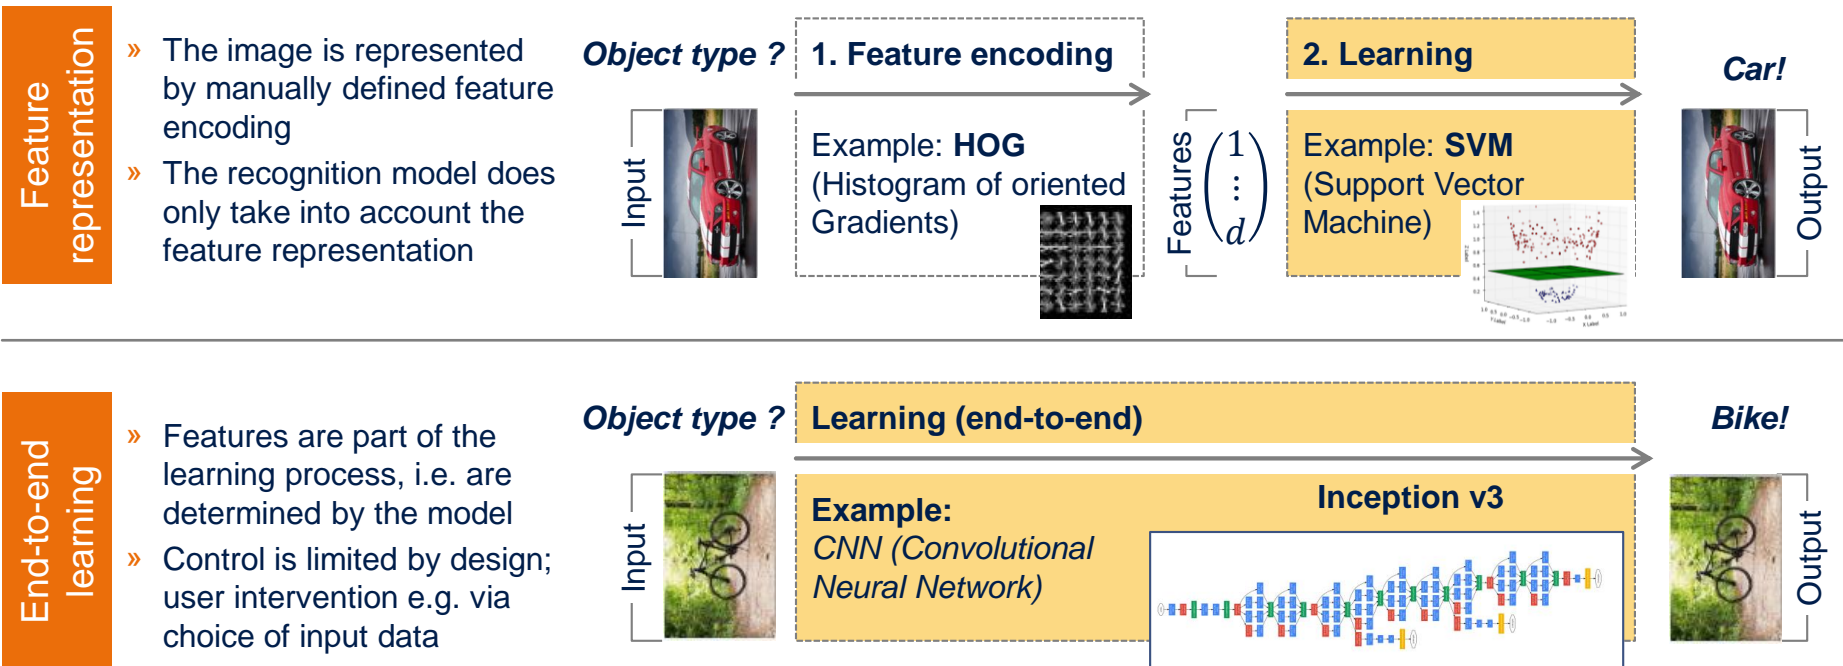 Feature
representation
» The image is represented
by manually defined feature
encoding
» The recognition model does
only take into account the
feature representation
Object type ?
Input
1. Feature encoding
Example: HOG
(Histogram of oriented
Gradients)
Features
1
⋮
d
2. Learning
Example: SVM
(Support Vector
Machine)
Car!
Output
End-to-end
learning
» Features are part of the
learning process, i.e. are
determined by the model
» Control is limited by design;
user intervention e.g. via
choice of input data
Object type ?
Input
Learning (end-to-end)
Example:
CNN (Convolutional
Neural Network)
Inception v3
Bike!
Output